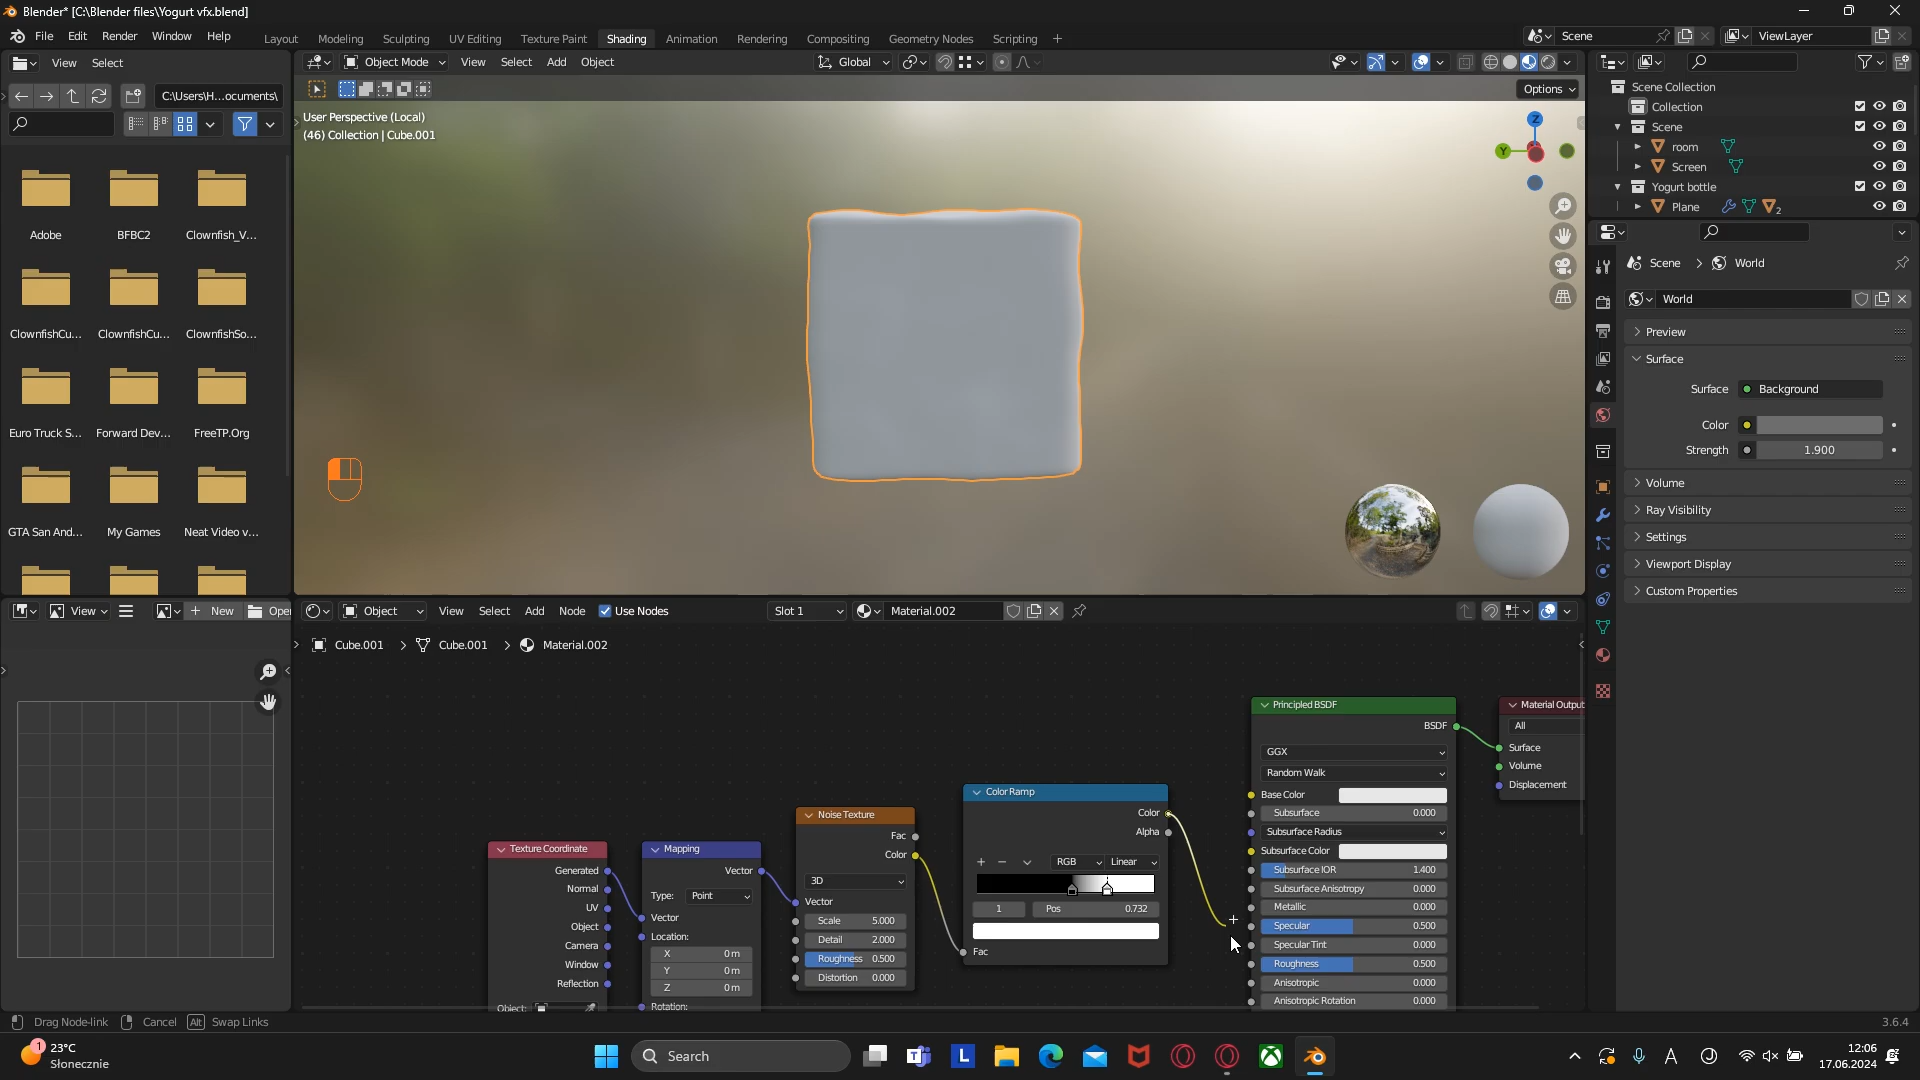 Blender* [C:\Blender files\Yogurt vfx.blend]
File Edit Render Window Help Layout Modeling Sculpting UV Editing Texture Paint Shading Animation Rendering Compositing Geometry Nodes Scripting + Scene ViewLayer
View Select
Object Mode View Select Add Object Global
C:\Users\H...ocuments\
Options
User Perspective (Local)
(46) Collection | Cube.001
Z
Y
Adobe BFBC2 Clownfish_V...
ClownfishCu... ClownfishCu... ClownfishSo...
Euro Truck S... Forward Dev... FreeTP.Org
GTA San And... My Games Neat Video v...
Scene Collection
Collection
Scene
room
Screen
Yogurt bottle
Plane 2
Scene > World
World
Preview
Surface
Surface Background
Color
Strength 1.900
Volume
Ray Visibility
Settings
Viewport Display
Custom Properties
View + New Open
Object View Select Add Node Use Nodes Slot 1 Material.002
Cube.001 > Cube.001 > Material.002
Texture Coordinate
Generated
Normal
UV
Object
Camera
Window
Reflection
Object:
Mapping
Vector
Type: Point
Vector
Location:
X 0 m
Y 0 m
Z 0 m
Rotation:
Noise Texture
Fac
Color
3D
Vector
Scale 5.000
Detail 2.000
Roughness 0.500
Distortion 0.000
Color Ramp
Color
Alpha
+ − RGB Linear
1 Pos 0.732
Fac
Principled BSDF
BSDF
GGX
Random Walk
Base Color
Subsurface 0.000
Subsurface Radius
Subsurface Color
Subsurface IOR 1.400
Subsurface Anisotropy 0.000
Metallic 0.000
Specular 0.500
Specular Tint 0.000
Roughness 0.500
Anisotropic 0.000
Anisotropic Rotation 0.000
Material Output
All
Surface
Volume
Displacement
Drag Node-link Cancel Alt Swap Links 3.6.4
1 23°C
Słonecznie
Search
L
A
12:06
17.06.2024